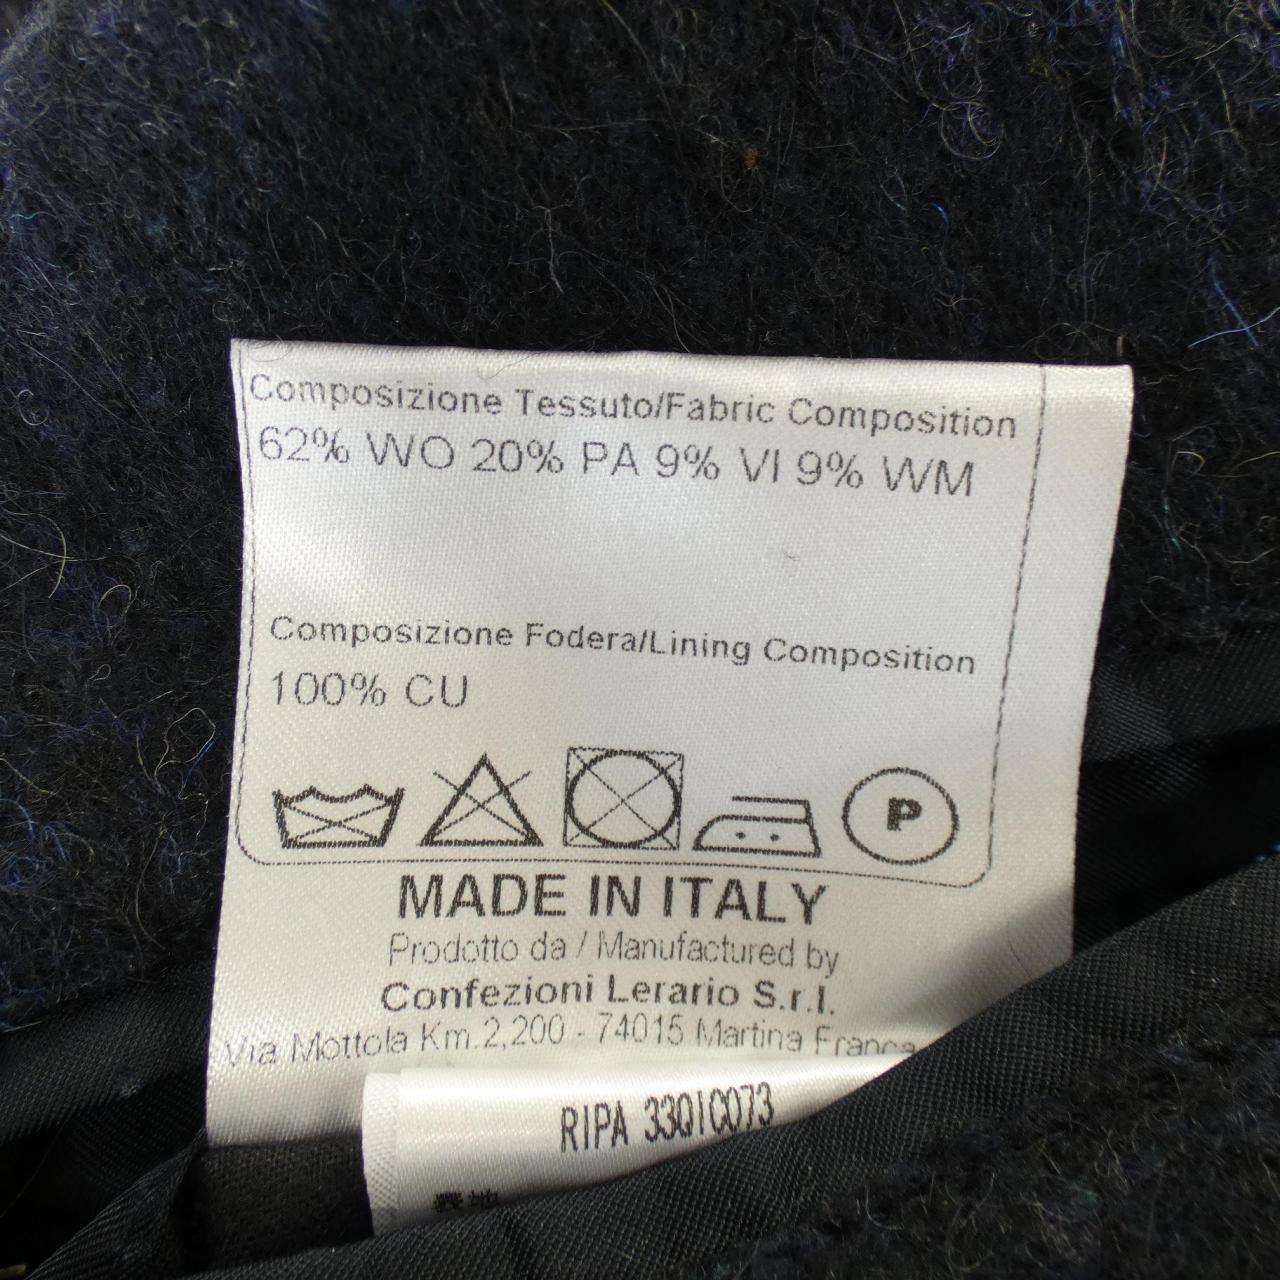 Composizione Tessuto/Fabric Composition
62% WO 20% PA 9% VI 9% WM
Composizione Fodera/Lining Composition
100% CU
P
MADE IN ITALY
Prodotto da / Manufactured by
Confezioni Lerario S.r.l.
Via Mottola Km.2,200 - 74015 Martina Franca
RIPA 33Q10073